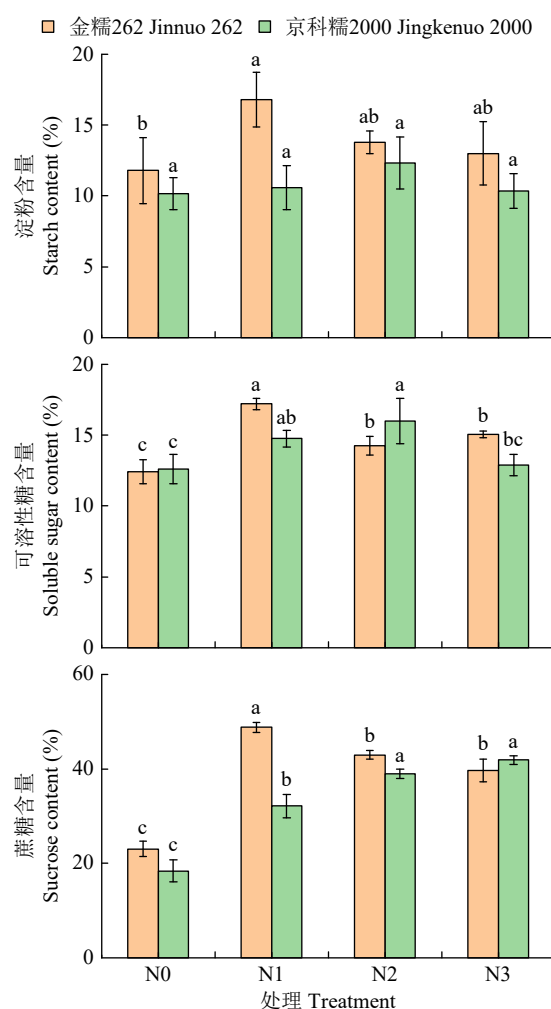 金糯262 Jinnuo 262 京科糯2000 Jingkenuo 2000
淀粉含量
Starch content (%)
20
15
10
5
0
b a a a ab a ab a
可溶性糖含量
Soluble sugar content (%)
20
15
10
5
0
c c a ab b a b bc
蔗糖含量
Sucrose content (%)
60
40
20
0
c c a b b a b a
N0 N1 N2 N3
处理 Treatment